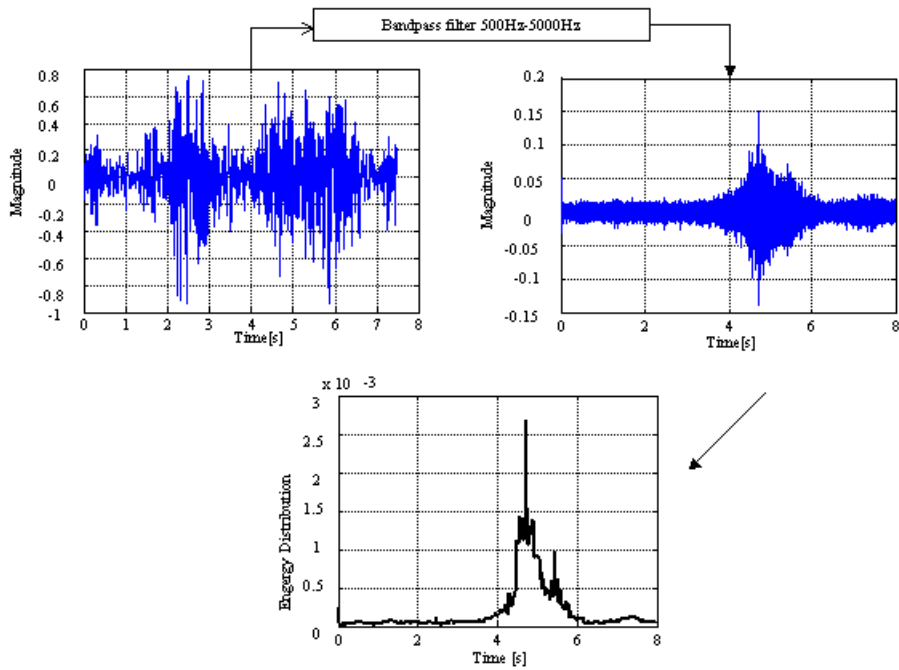 Bandpass filter 500Hz-5000Hz
0.8
0.6
0.4
0.2
0
-0.2
-0.4
-0.6
-0.8
-1
Magnitude
0 1 2 3 4 5 6 7 8
Time[s]
0.2
0.15
0.1
0.05
0
-0.05
-0.1
-0.15
Magnitude
0 2 4 6 8
Time[s]
x 10 -3
3
2.5
2
1.5
1
0.5
0
Engergy Distribution
0 2 4 6 8
Time [s]